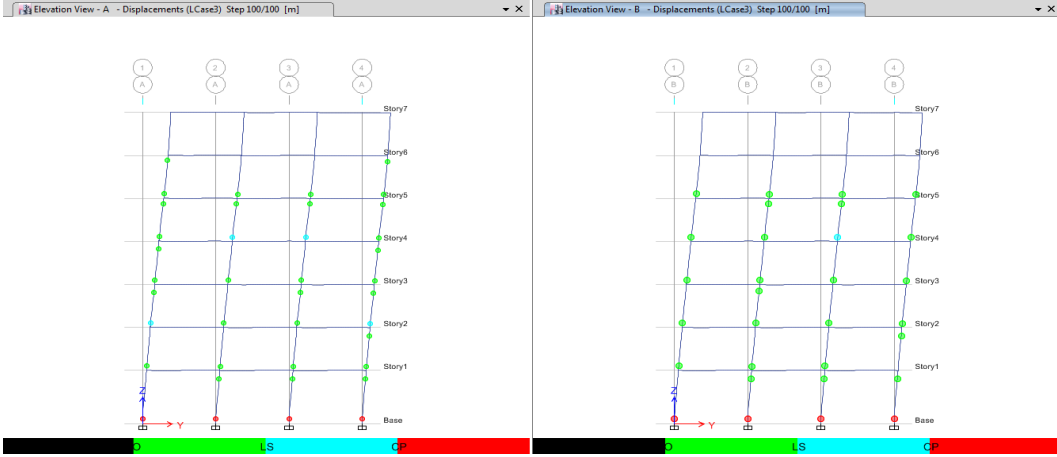 Elevation View - A - Displacements (LCase3) Step 100/100 [m]
1 2 3 4
A A A A
Story7
Story6
Story5
Story4
Story3
Story2
Story1
Z
Base
Y
IO LS CP
Elevation View - B - Displacements (LCase3) Step 100/100 [m]
1 2 3 4
B B B B
Story7
Story6
Story5
Story4
Story3
Story2
Story1
Z
Base
Y
O LS CP